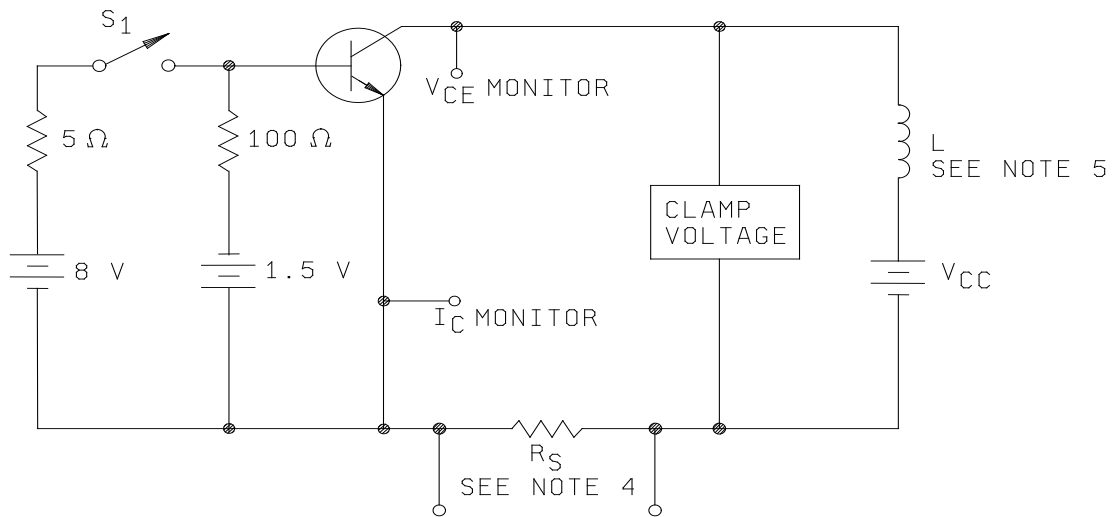 S1
VCE MONITOR
5 Ω
100 Ω
L
SEE NOTE 5
CLAMP
VOLTAGE
8 V
1.5 V
VCC
IC MONITOR
RS
SEE NOTE 4